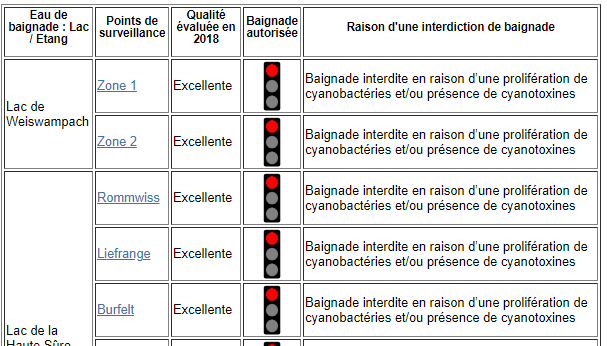 Eau de baignade : Lac / Etang
Points de surveillance
Qualité évaluée en 2018
Baignade autorisée
Raison d'une interdiction de baignade
Lac de
Weiswampach
Zone 1
Excellente
Baignade interdite en raison d'une prolifération de
cyanobactéries et/ou présence de cyanotoxines
Zone 2
Excellente
Baignade interdite en raison d'une prolifération de
cyanobactéries et/ou présence de cyanotoxines
Rommwiss
Excellente
Baignade interdite en raison d'une prolifération de
cyanobactéries et/ou présence de cyanotoxines
Liefrange
Excellente
Baignade interdite en raison d'une prolifération de
cyanobactéries et/ou présence de cyanotoxines
Burfelt
Excellente
Baignade interdite en raison d'une prolifération de
cyanobactéries et/ou présence de cyanotoxines
Lac de la
Haute Sûre